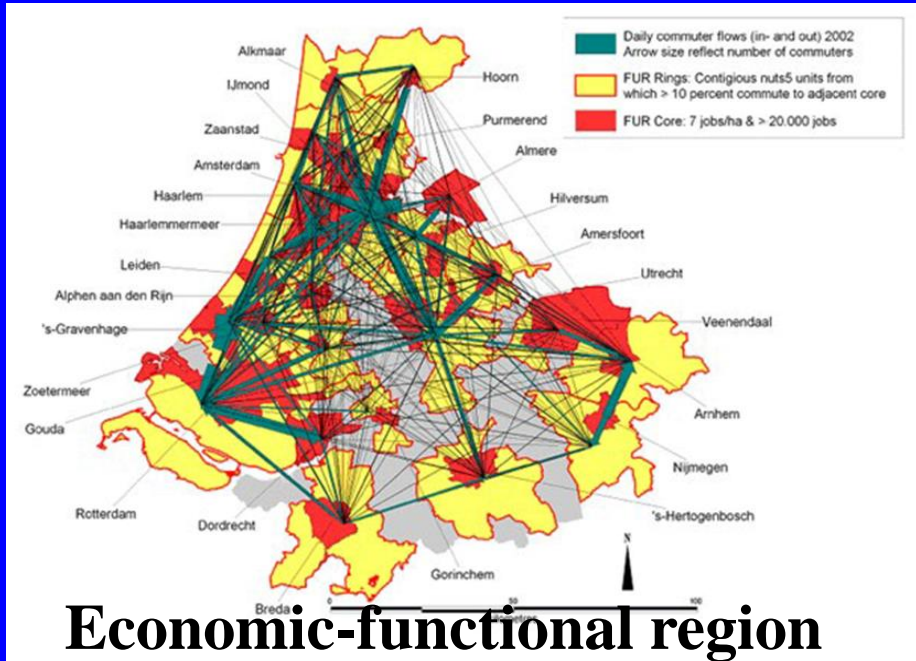 Daily commuter flows (in- and out) 2002
Arrow size reflect number of commuters
FUR Rings: Contigious nuts5 units from
which > 10 percent commute to adjacent core
FUR Core: 7 jobs/ha & > 20.000 jobs
Alkmaar
IJmond
Zaanstad
Amsterdam
Haarlem
Haarlemmermeer
Leiden
Alphen aan den Rijn
's-Gravenhage
Zoetermeer
Gouda
Rotterdam
Dordrecht
Breda
Hoorn
Purmerend
Almere
Hilversum
Amersfoort
Utrecht
Veenendaal
Arnhem
Nijmegen
's-Hertogenbosch
Gorinchem
N
0 50 100
Economic-functional region